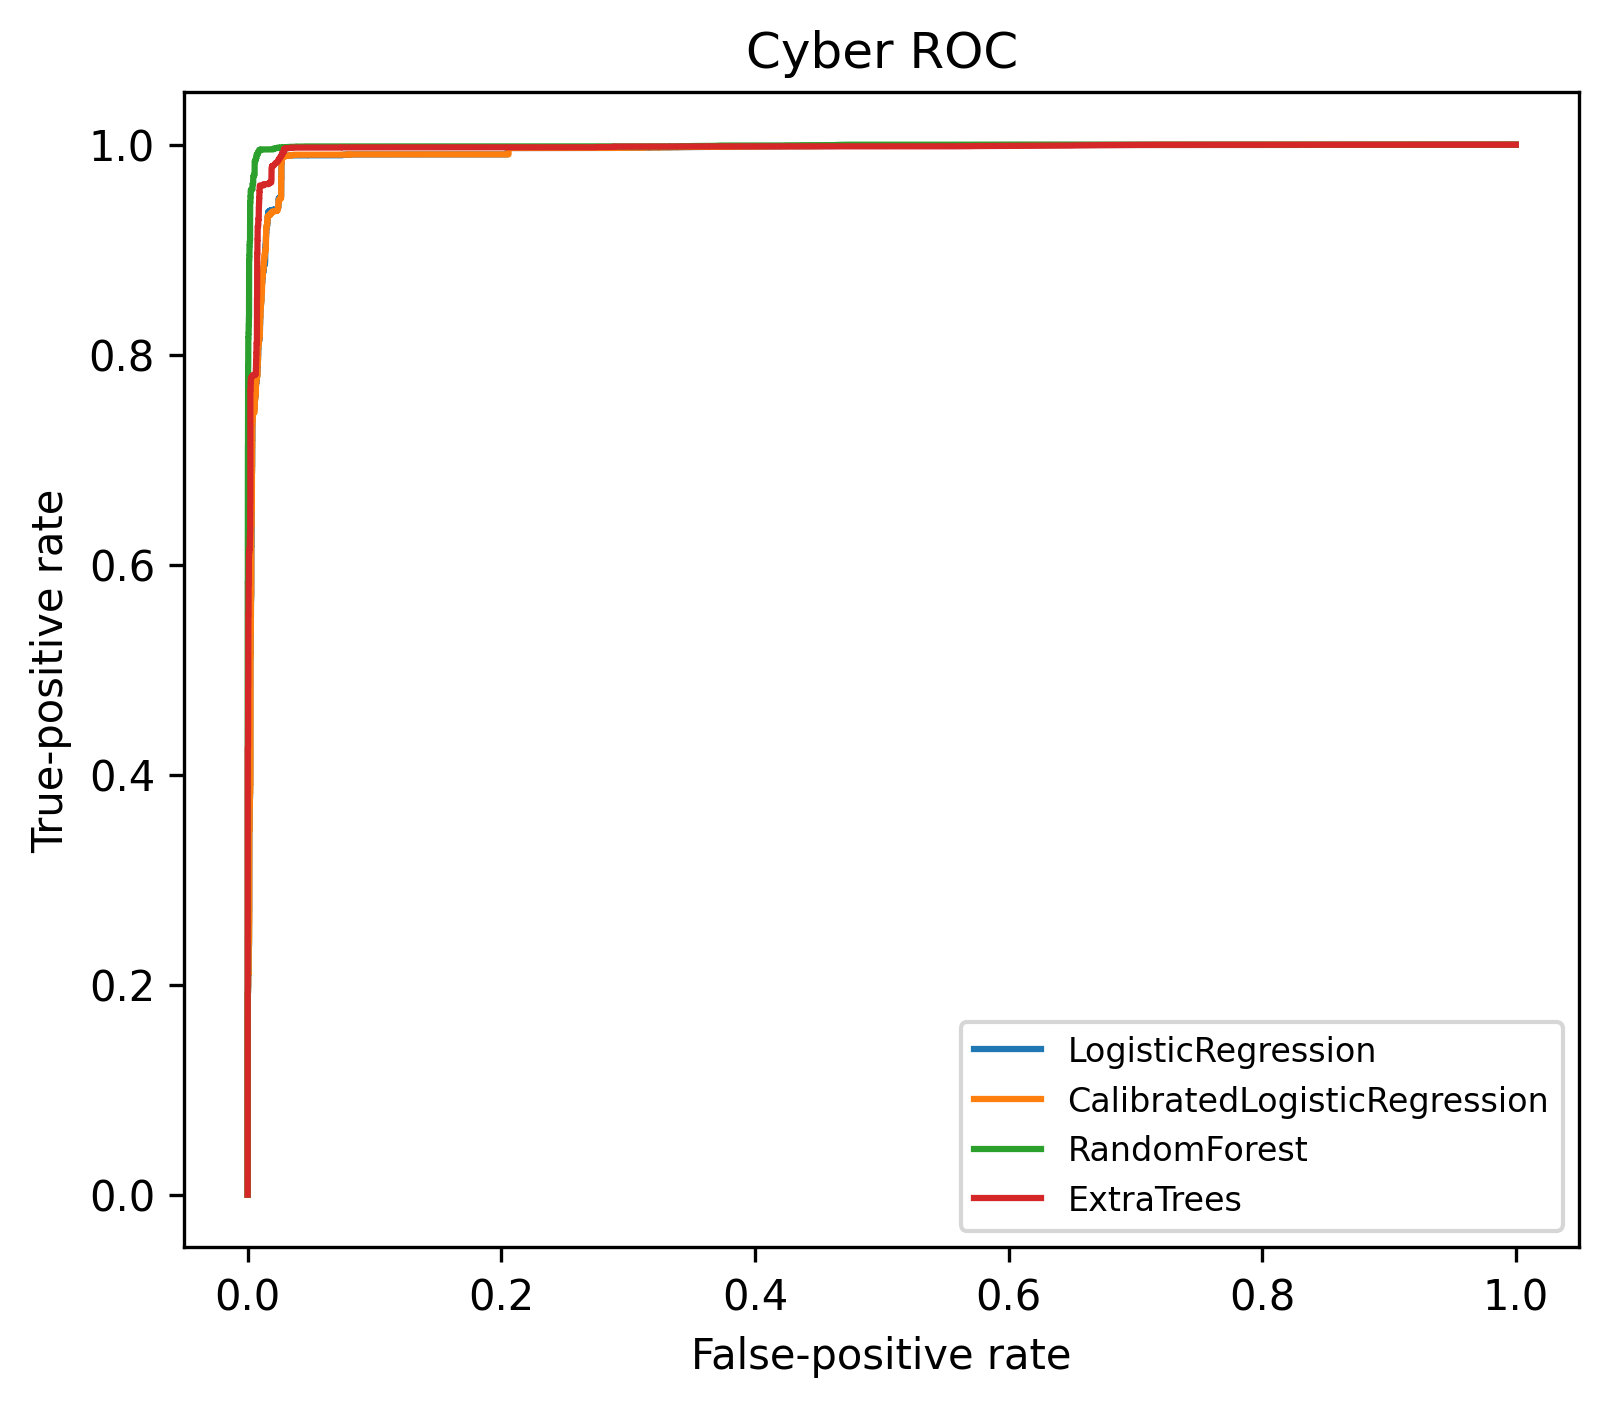 Cyber ROC
1.0
0.8
0.6
0.4
0.2
0.0
True-positive rate
0.0 0.2 0.4 0.6 0.8 1.0
False-positive rate
LogisticRegression
CalibratedLogisticRegression
RandomForest
ExtraTrees